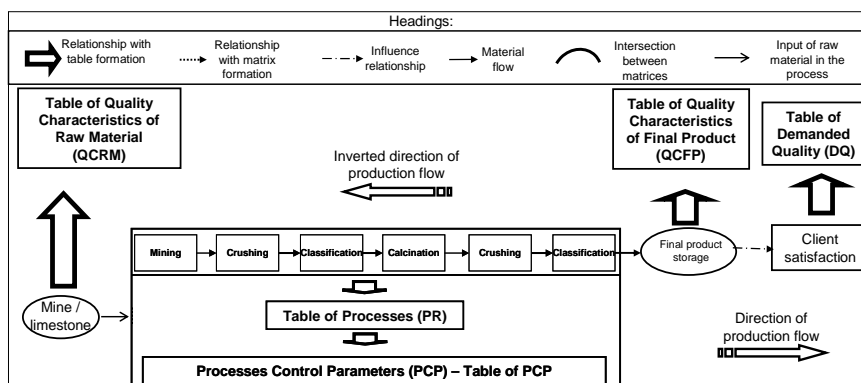 Headings:
Relationship with
table formation
Relationship
with matrix
formation
Influence
relationship
Material
flow
Intersection
between
matrices
Input of raw
material in the
process
Table of Quality
Characteristics of
Raw Material
(QCRM)
Table of Quality
Characteristics
of Final Product
(QCFP)
Table of
Demanded
Quality (DQ)
Inverted direction of
production flow
Mining
Crushing
Classification
Calcination
Crushing
Classification
Final product
storage
Client
satisfaction
Mine /
limestone
Table of Processes (PR)
Direction of
production flow
Processes Control Parameters (PCP) – Table of PCP